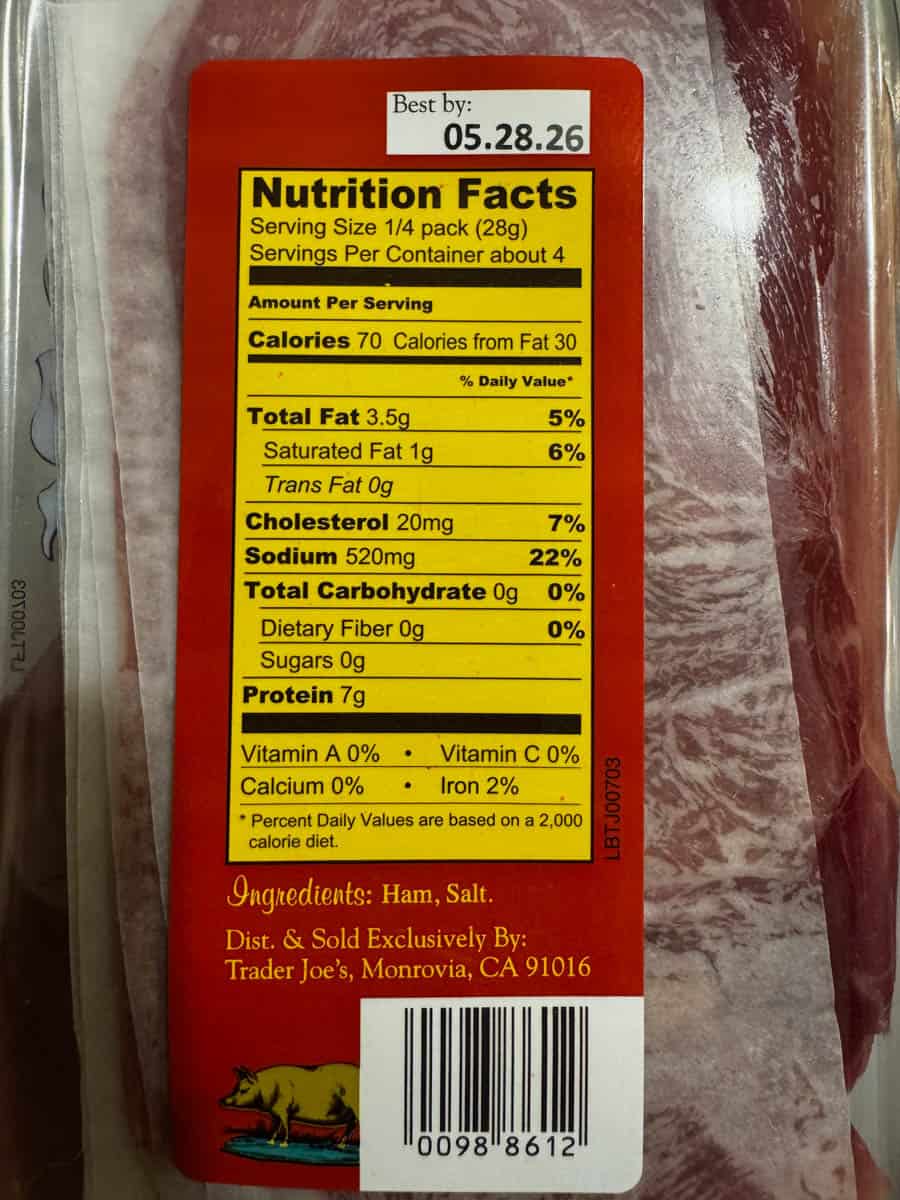 Best by:
05.28.26
Nutrition Facts
Serving Size 1/4 pack (28g)
Servings Per Container about 4
Amount Per Serving
Calories 70 Calories from Fat 30
% Daily Value*
Total Fat 3.5g 5%
Saturated Fat 1g 6%
Trans Fat 0g
Cholesterol 20mg 7%
Sodium 520mg 22%
Total Carbohydrate 0g 0%
Dietary Fiber 0g 0%
Sugars 0g
Protein 7g
Vitamin A 0% • Vitamin C 0%
Calcium 0% • Iron 2%
* Percent Daily Values are based on a 2,000
calorie diet.
LBTJ00703
Ingredients: Ham, Salt.
Dist. & Sold Exclusively By:
Trader Joe's, Monrovia, CA 91016
0098 8612